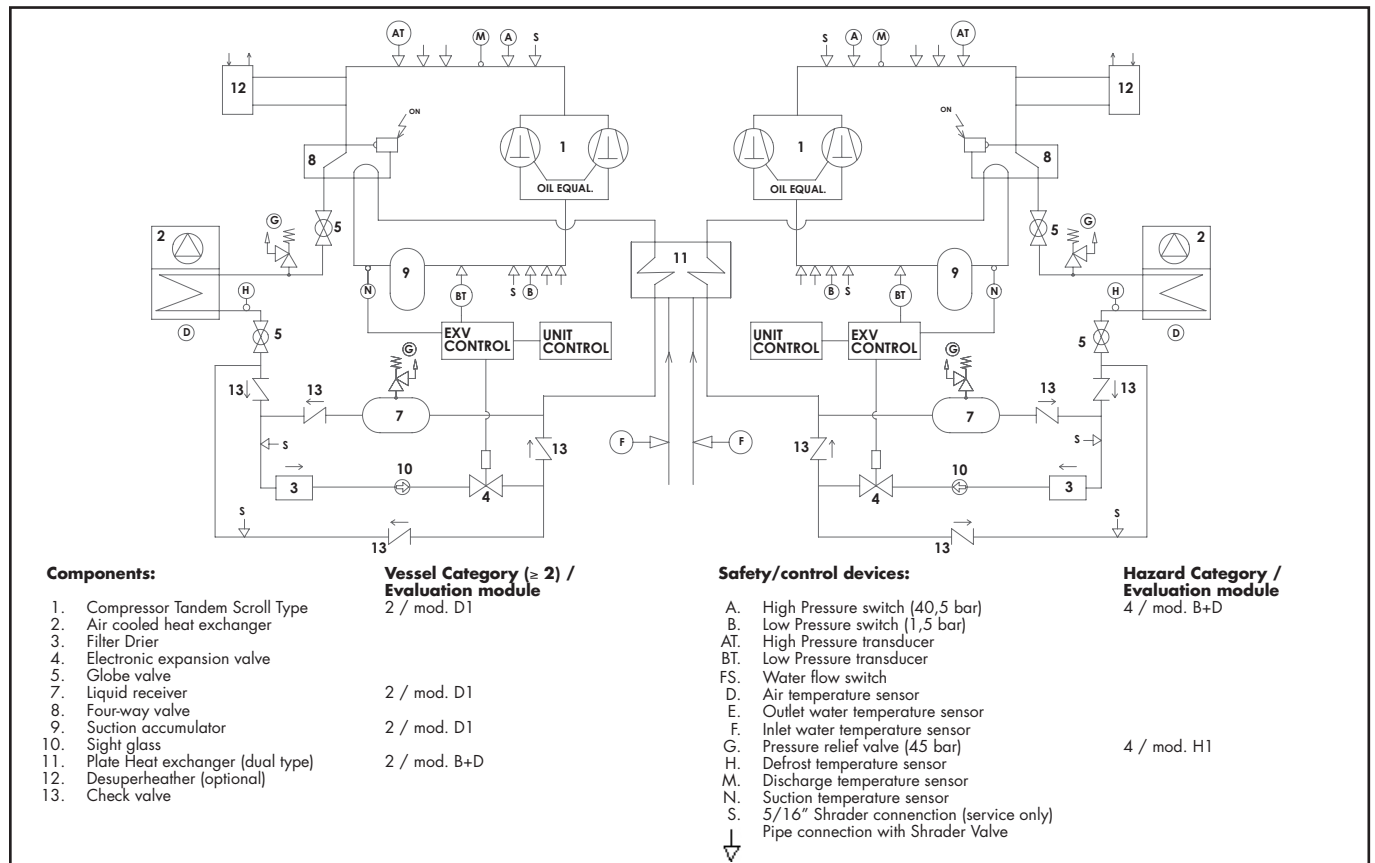 AT M A S S A M AT
12 12
ON ON
1 1
8 8
OIL EQUAL. OIL EQUAL.
G 5 5 G
2 2
11
9 9
H N BT S B B S BT N H
D D
5 EXV CONTROL UNIT CONTROL UNIT CONTROL EXV CONTROL 5
G G
13 13 13 13
7 7
S F F S
13 13
10 10
3 4 4 3
S S
13 13
Components: Vessel Category (≥ 2) / Evaluation module
1. Compressor Tandem Scroll Type 2 / mod. D1
2. Air cooled heat exchanger
3. Filter Drier
4. Electronic expansion valve
5. Globe valve
7. Liquid receiver 2 / mod. D1
8. Four-way valve
9. Suction accumulator 2 / mod. D1
10. Sight glass
11. Plate Heat exchanger (dual type) 2 / mod. B+D
12. Desuperheather (optional)
13. Check valve
Safety/control devices: Hazard Category / Evaluation module
A. High Pressure switch (40,5 bar) 4 / mod. B+D
B. Low Pressure switch (1,5 bar)
AT. High Pressure transducer
BT. Low Pressure transducer
FS. Water flow switch
D. Air temperature sensor
E. Outlet water temperature sensor
F. Inlet water temperature sensor
G. Pressure relief valve (45 bar) 4 / mod. H1
H. Defrost temperature sensor
M. Discharge temperature sensor
N. Suction temperature sensor
S. 5/16" Shrader connenction (service only)
Pipe connection with Shrader Valve